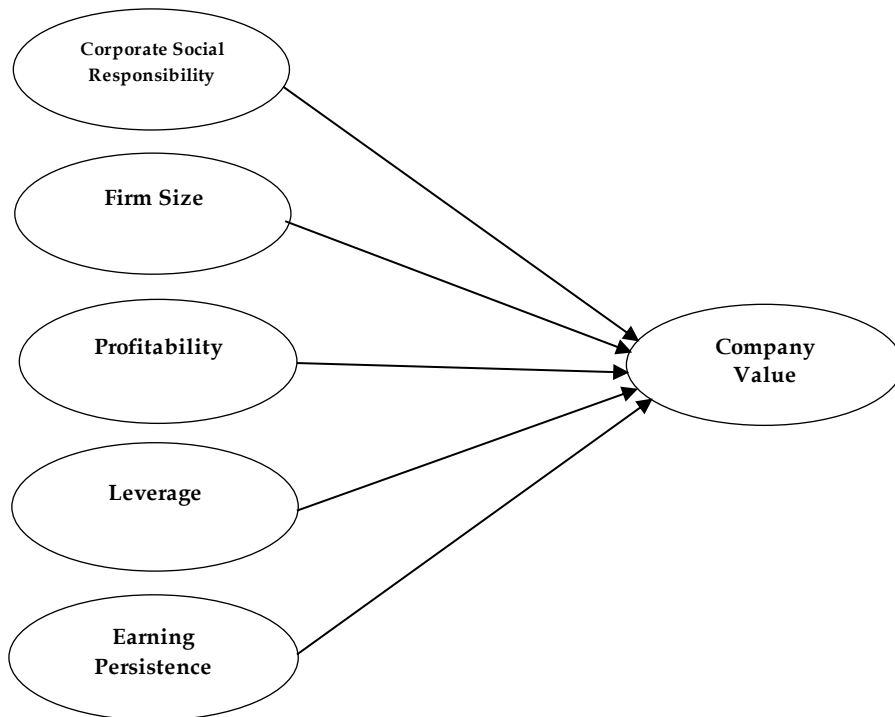 Corporate Social
Responsibility
Firm Size
Profitability
Company
Value
Leverage
Earning
Persistence